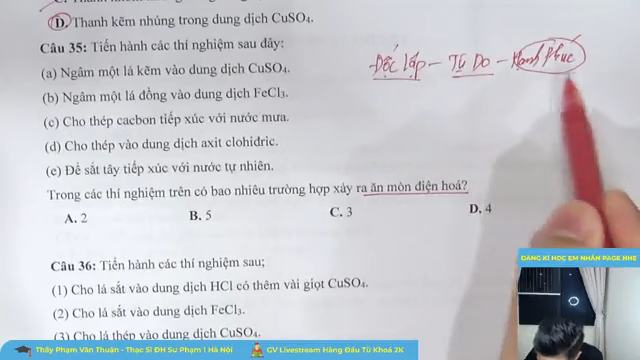 D. Thanh kẽm nhúng trong dung dịch CuSO₄.
Câu 35: Tiến hành các thí nghiệm sau đây:
Độc Lập – Tự Do – Hạnh Phúc
(a) Ngâm một lá kẽm vào dung dịch CuSO₄.
(b) Ngâm một lá đồng vào dung dịch FeCl₃.
(c) Cho thép cacbon tiếp xúc với nước mưa.
(d) Cho thép vào dung dịch axit clohiđric.
(e) Để sắt tây tiếp xúc với nước tự nhiên.
Trong các thí nghiệm trên có bao nhiêu trường hợp xảy ra ăn mòn điện hoá?
A. 2 B. 5 C. 3 D. 4
Câu 36: Tiến hành các thí nghiệm sau;
(1) Cho lá sắt vào dung dịch HCl có thêm vài giọt CuSO₄.
(2) Cho lá sắt vào dung dịch FeCl₃.
(3) Cho lá thép vào dung dịch CuSO₄.
ĐĂNG KÍ HỌC EM NHẮN PAGE NHE
Thầy Phạm Văn Thuận - Thạc Sĩ ĐH Sư Phạm 1 Hà Nội
GV Livestream Hàng Đầu Từ Khoá 2K